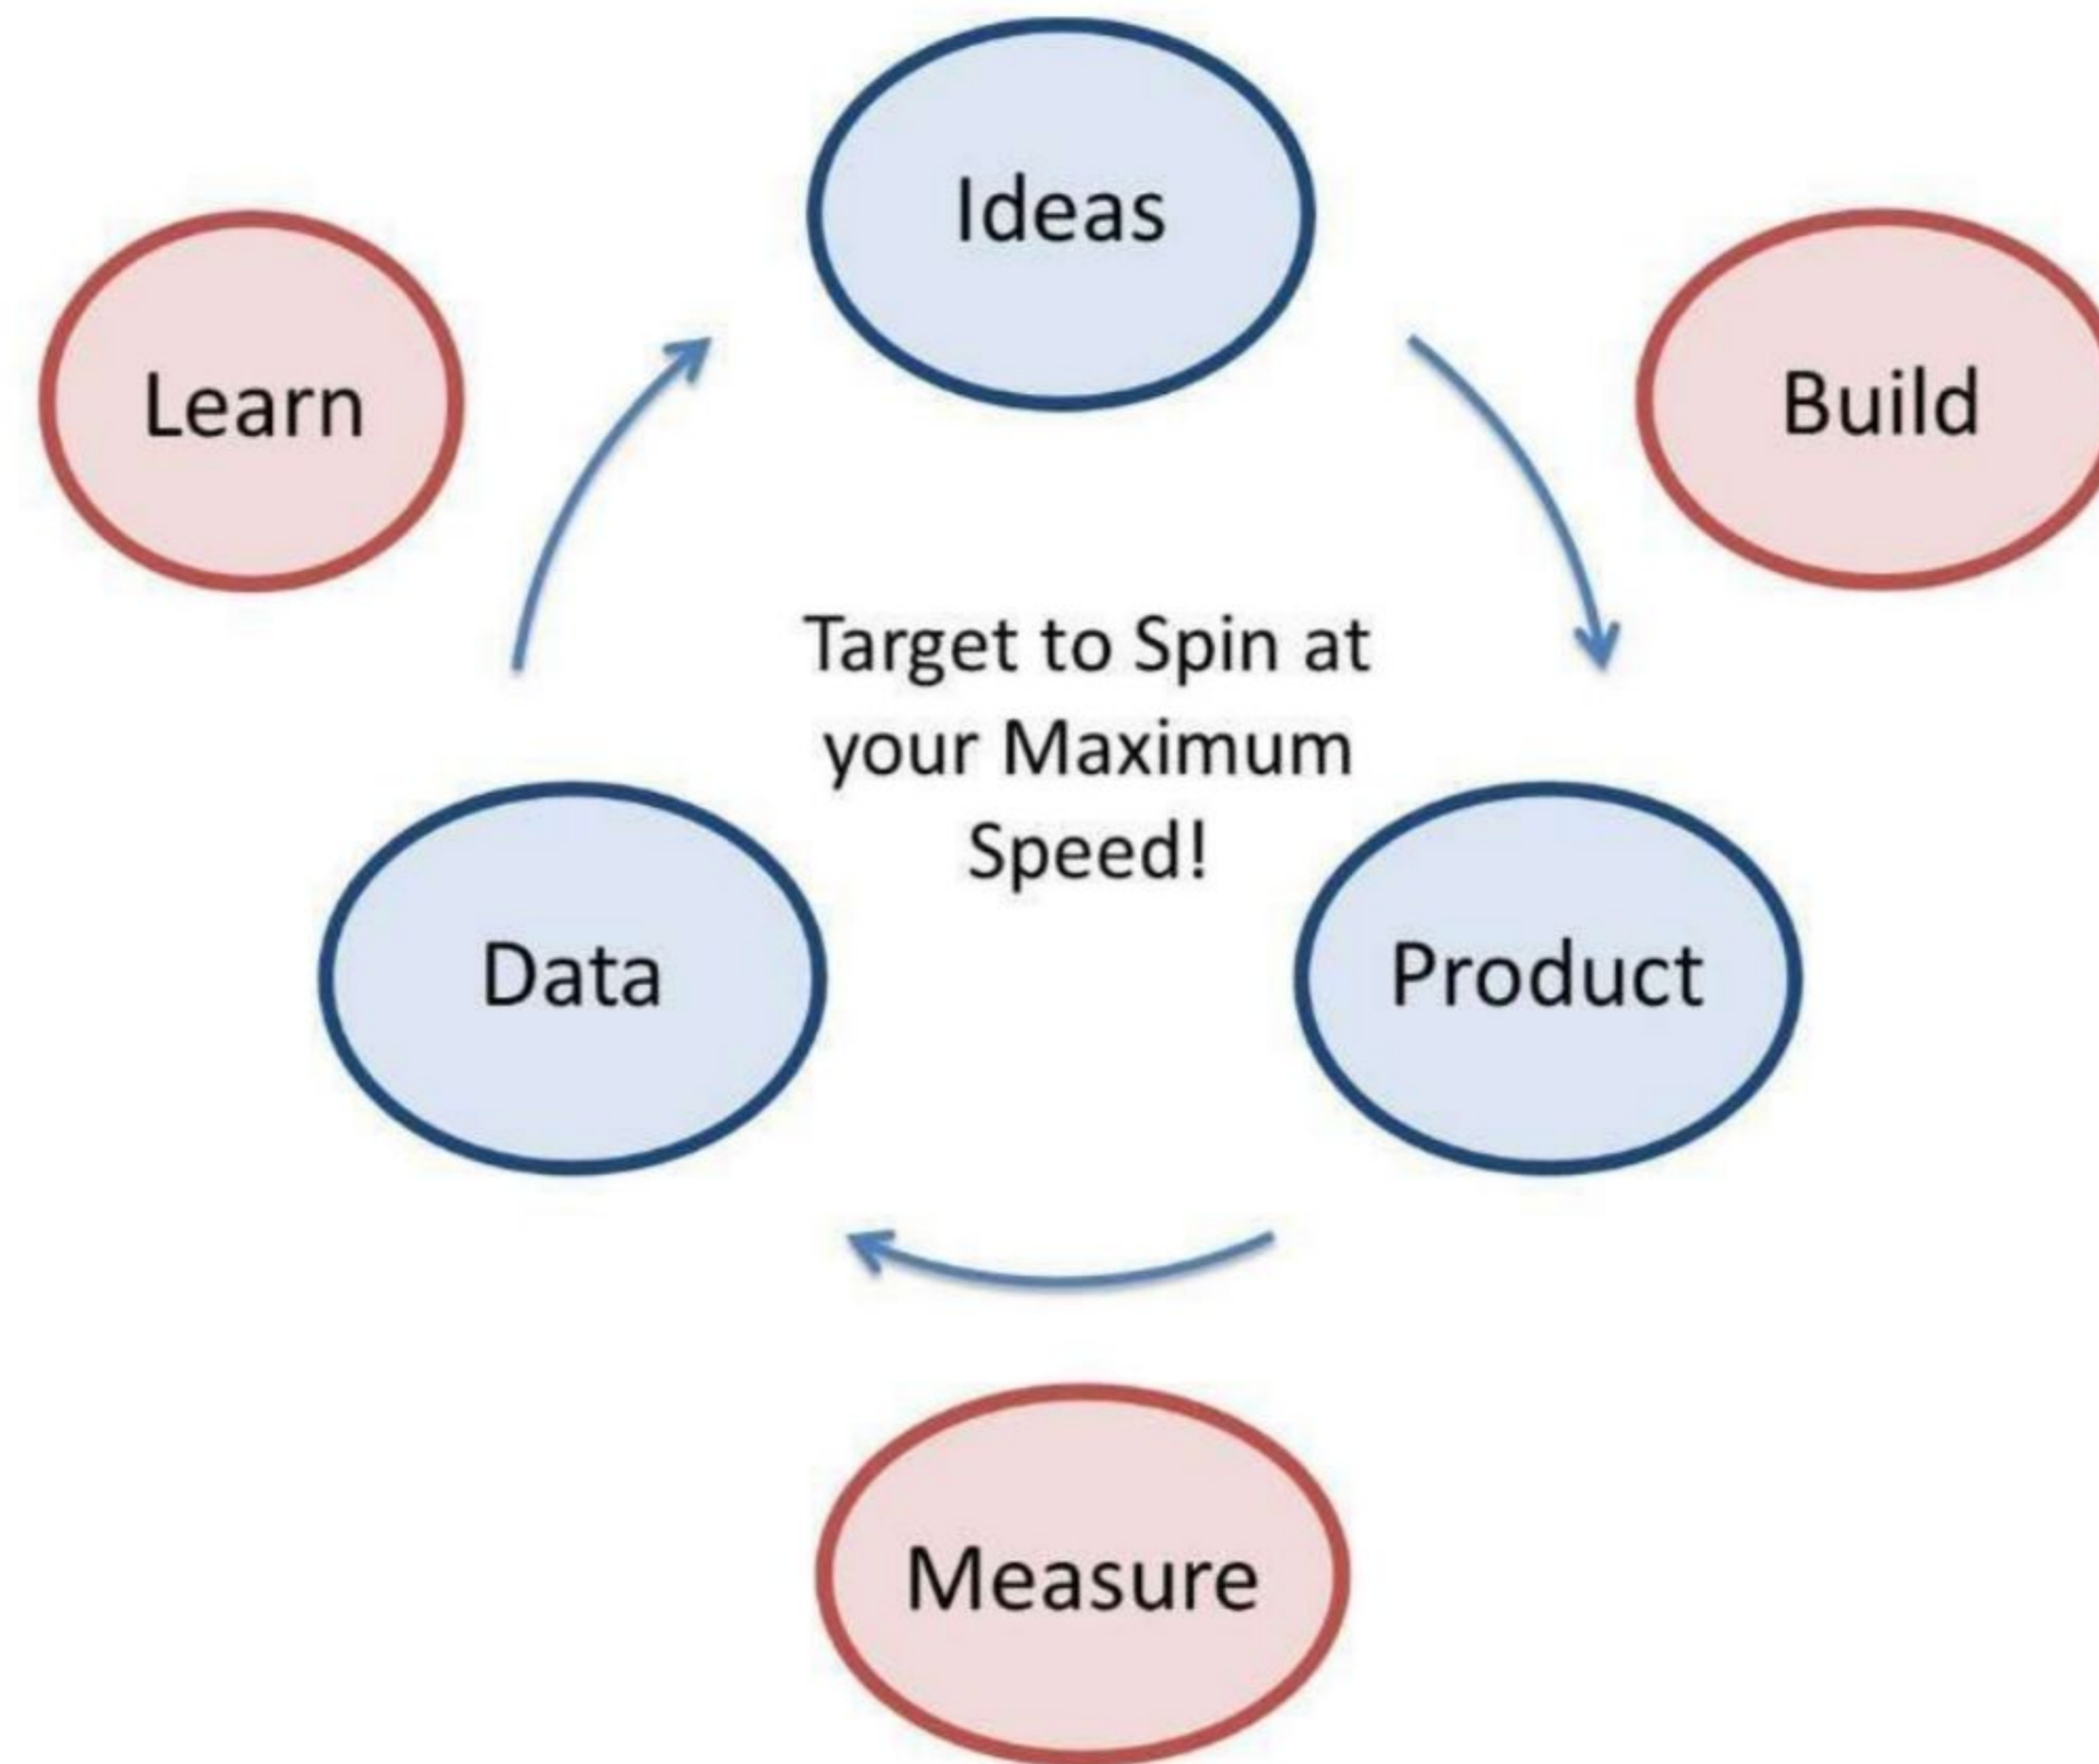 Ideas
Learn
Build
Target to Spin at
your Maximum
Speed!
Data
Product
Measure